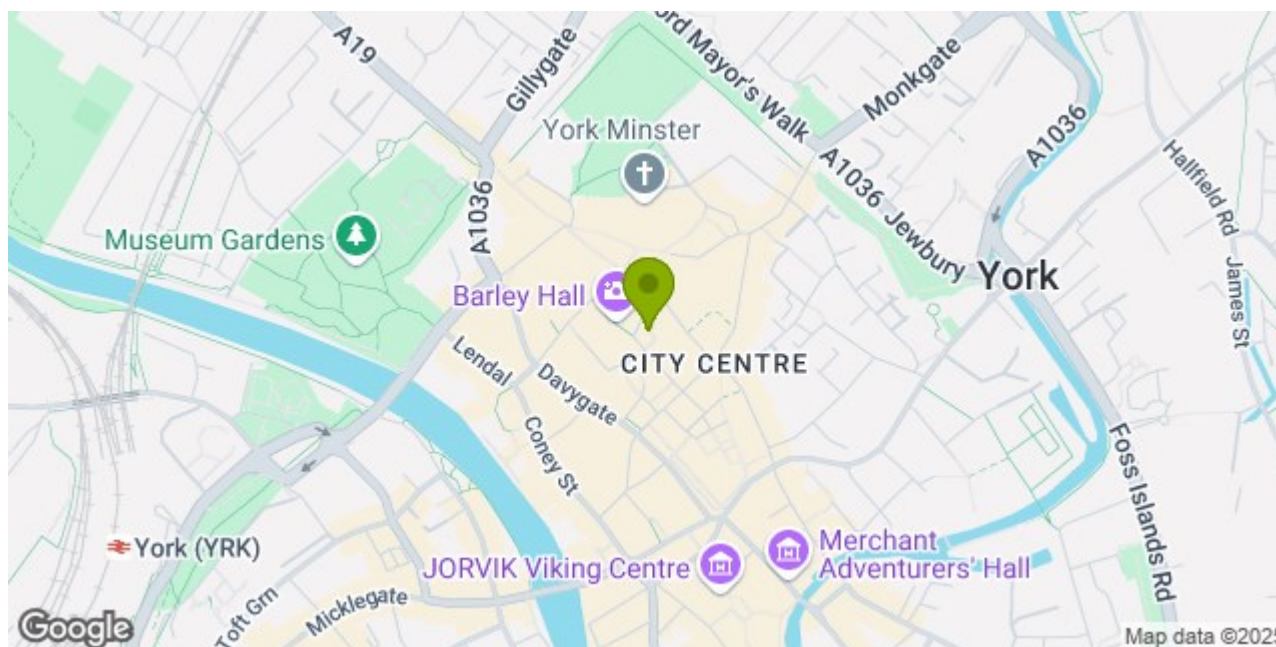 A19
Gillygate
ord Mayor's Walk
Monkgate
York Minster
A1036
A1036 Jewbury
Hallfield Rd
A1036
Museum Gardens
York
James St
Barley Hall
CITY CENTRE
Lendal
Davygate
Coney St
Foss Islands Rd
York (YRK)
JORVIK Viking Centre
Merchant
Adventurers' Hall
Micklegate
Toft Grn
Google
Map data ©2025